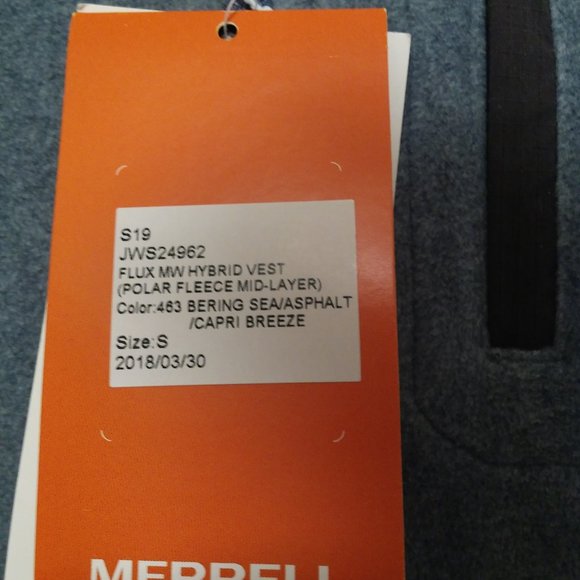 S19
JWS24962
FLUX MW HYBRID VEST
(POLAR FLEECE MID-LAYER)
Color:463 BERING SEA/ASPHALT
/CAPRI BREEZE
Size:S
2018/03/30
MERRELL